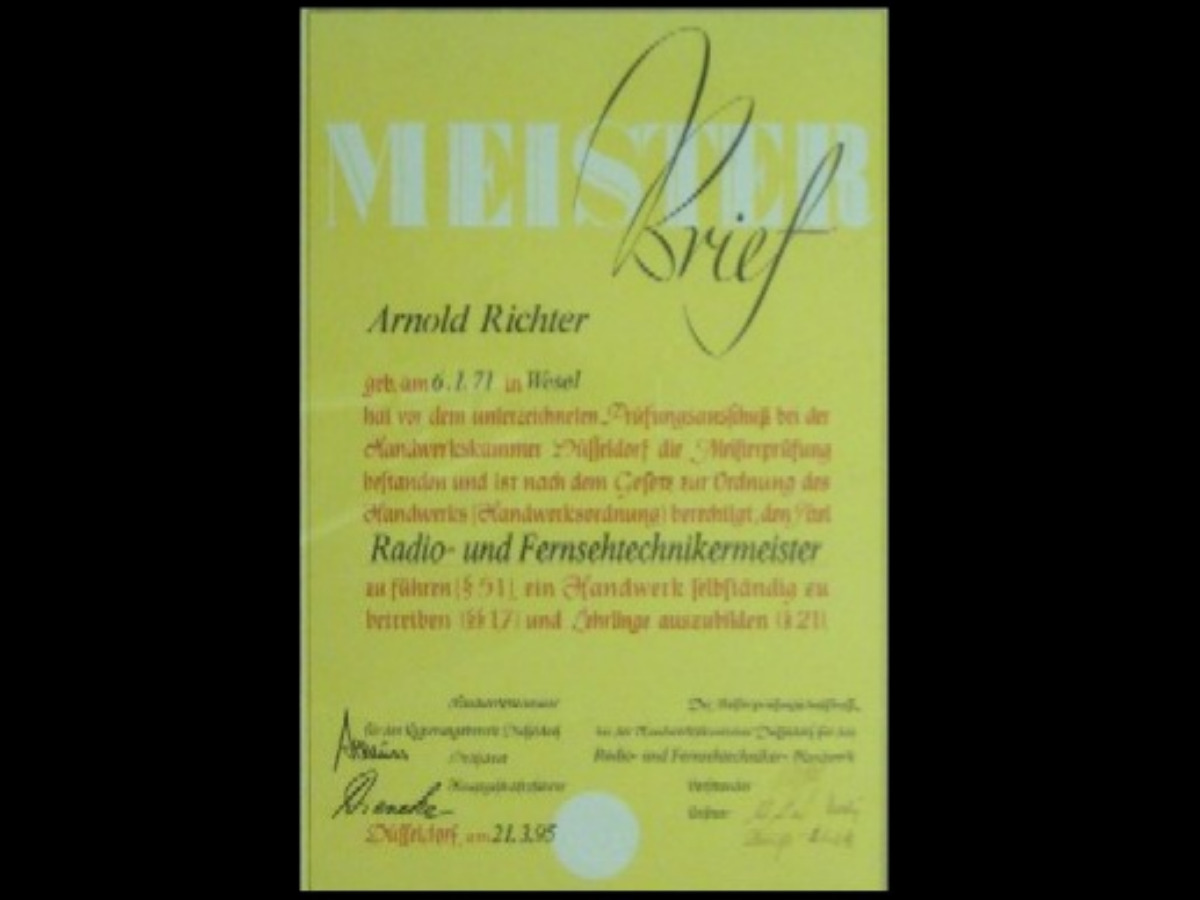 MEISTER
Brief
Arnold Richter
geb. am 6.1.71 in Wesel
hat vor dem unterzeichneten Prüfungsausschuß bei der
Handwerkskammer Düsseldorf die Meisterprüfung
bestanden und ist nach dem Gesetz zur Ordnung des
Handwerks (Handwerksordnung) berechtigt, den Titel
Radio- und Fernsehtechnikermeister
zu führen (§ 51), ein Handwerk selbständig zu
betreiben (§§ 1,7) und Lehrlinge auszubilden (§ 21).
Handwerkskammer
Der Meisterprüfungsausschuß
für den Regierungsbezirk Düsseldorf
bei der Handwerkskammer Düsseldorf für das
Präsident
Radio- und Fernsehtechniker- Handwerk
Hauptgeschäftsführer
Vorsitzender
Düsseldorf, am 21.3.95